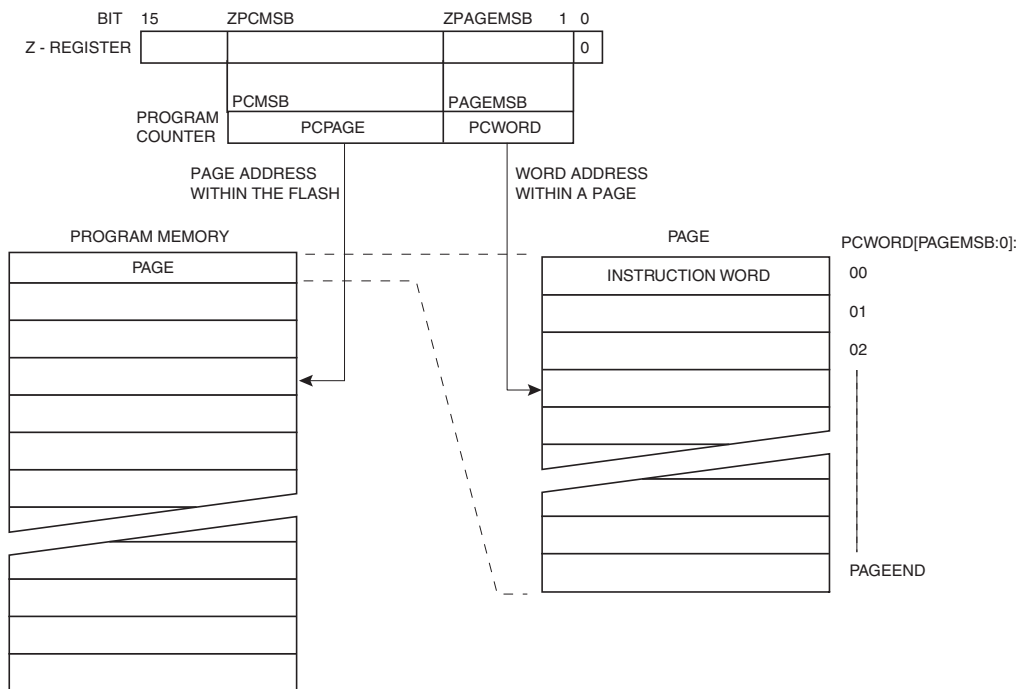 BIT 15 ZPCMSB ZPAGEMSB 1 0
Z - REGISTER 0
PCMSB PAGEMSB
PROGRAM
COUNTER
PCPAGE PCWORD
PAGE ADDRESS
WITHIN THE FLASH
WORD ADDRESS
WITHIN A PAGE
PROGRAM MEMORY
PAGE
PAGE
PCWORD[PAGEMSB:0]:
INSTRUCTION WORD 00
01
02
PAGEEND